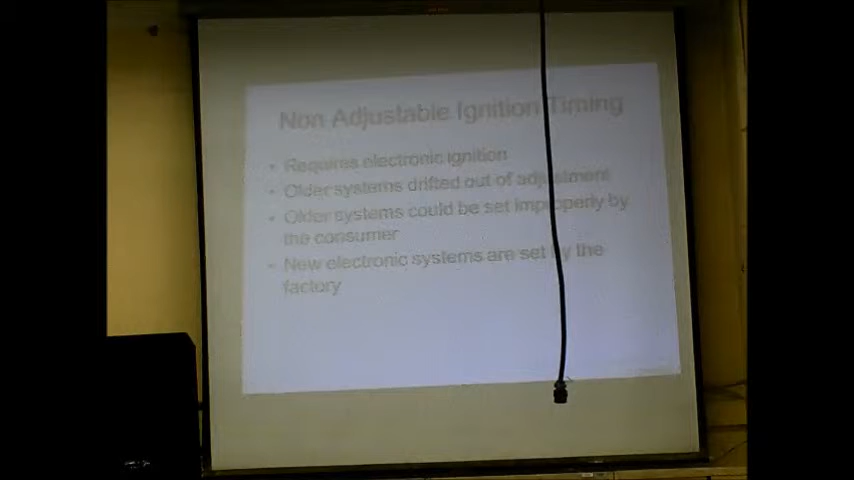 Non Adjustable Ignition Timing
• Requires electronic ignition
• Older systems drifted out of adjustment
• Older systems could be set improperly by
the consumer
• New electronic systems are set by the
factory